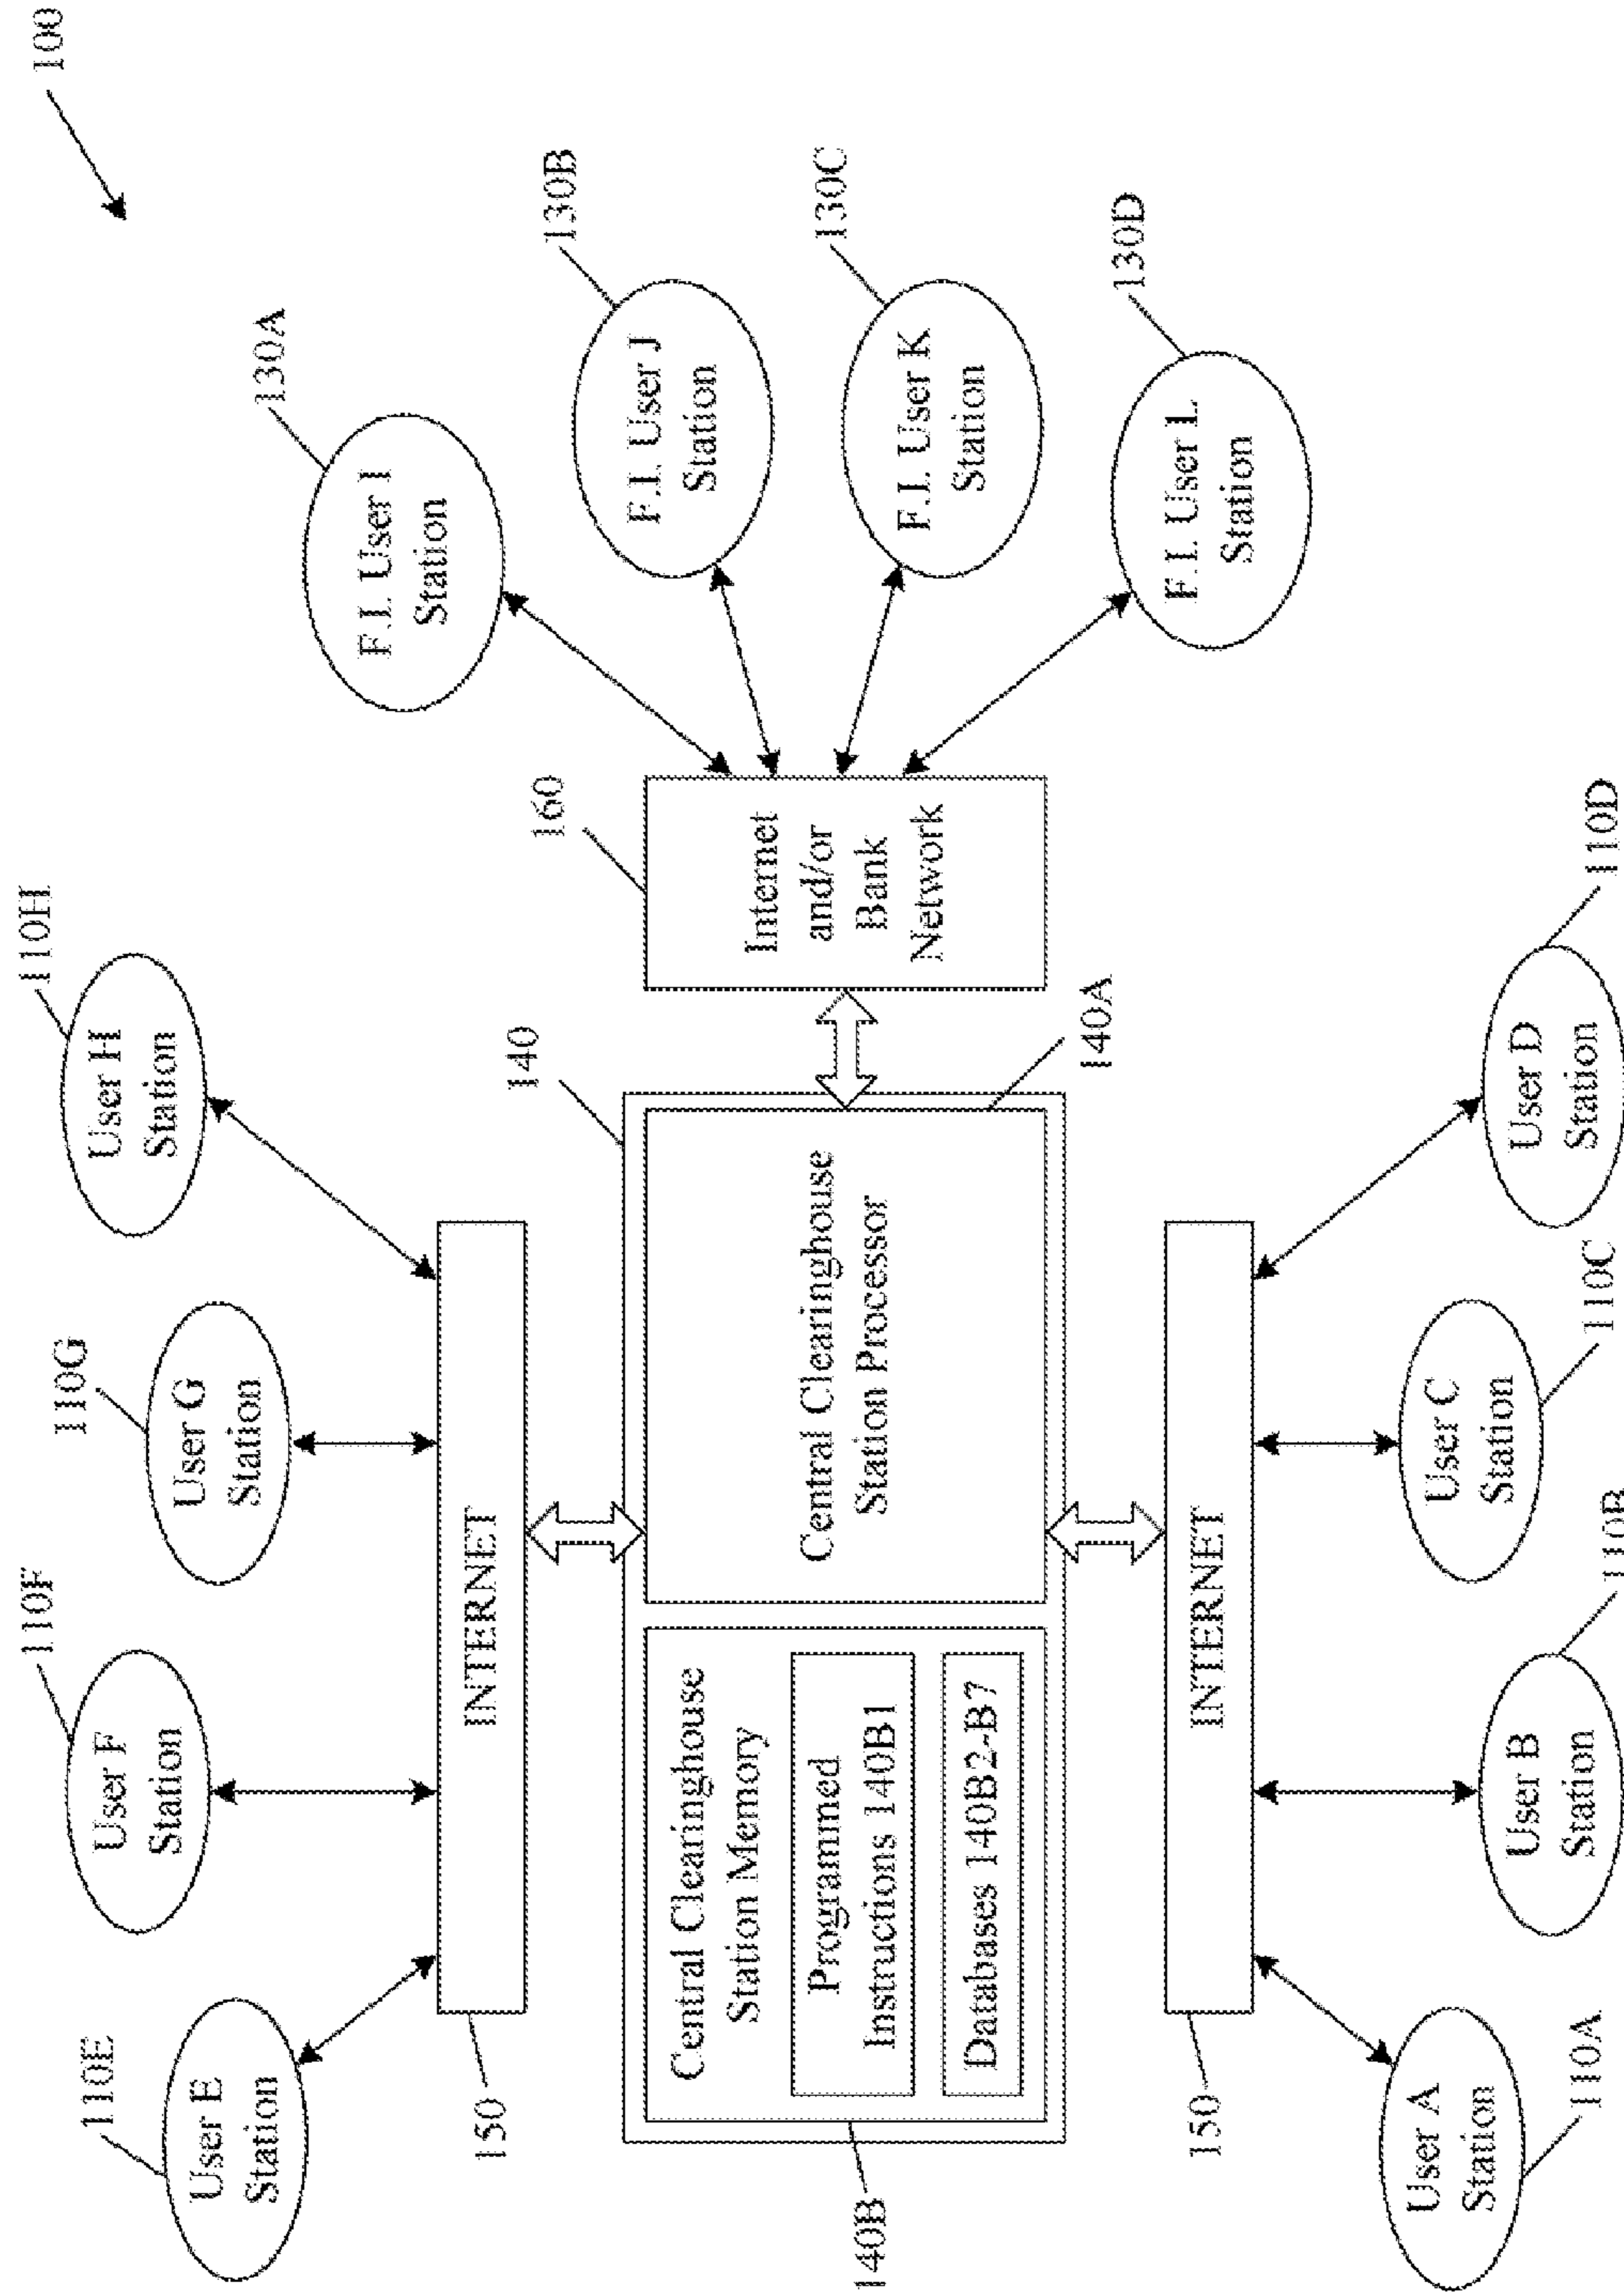 100
110E
110F
110G
110H
User E
Station
User F
Station
User G
Station
User H
Station
150
INTERNET
130A
F.I. User I
Station
130B
F.I. User J
Station
130C
F.I. User K
Station
130D
F.I. User L
Station
140
140B
Central Clearinghouse
Station Memory
Programmed
Instructions 140B1
Databases 140B2-B7
Central Clearinghouse
Station Processor
140A
160
Internet
and/or
Bank
Network
150
INTERNET
User A
Station
User B
Station
User C
Station
User D
Station
110A
110B
110C
110D